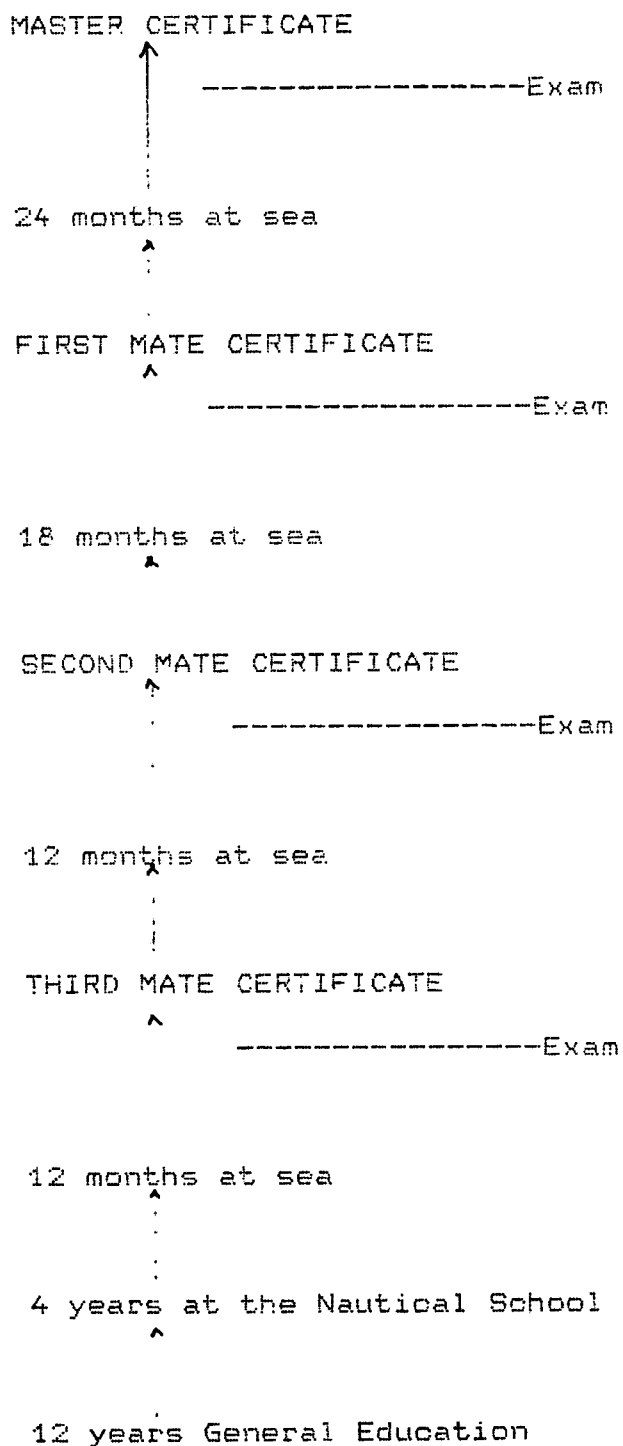 MASTER CERTIFICATE
----------------Exam
24 months at sea
FIRST MATE CERTIFICATE
----------------Exam
18 months at sea
SECOND MATE CERTIFICATE
---------------Exam
12 months at sea
THIRD MATE CERTIFICATE
---------------Exam
12 months at sea
4 years at the Nautical School
12 years General Education